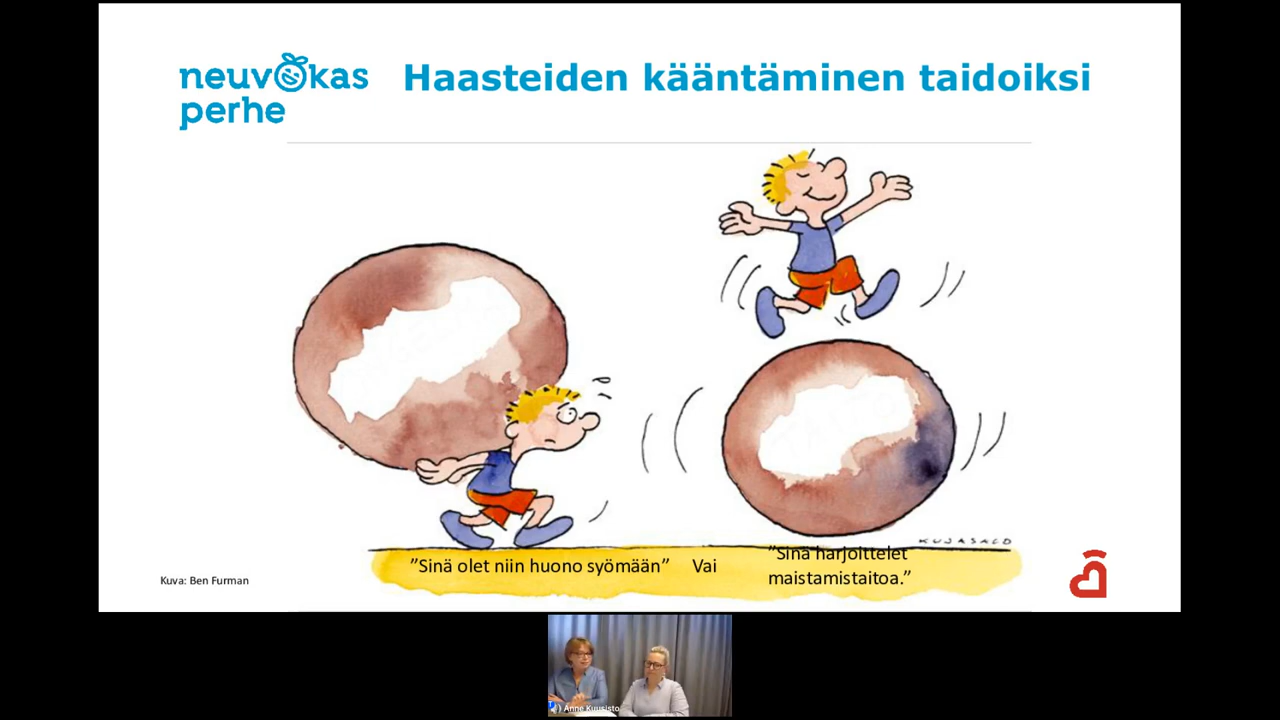 neuvokas
perhe
Haasteiden kääntäminen taidoiksi
KUJASALO
”Sinä olet niin huono syömään”
Vai
”Sinä harjoittelet
maistamistaitoa.”
Kuva: Ben Furman
Anne Kuusisto